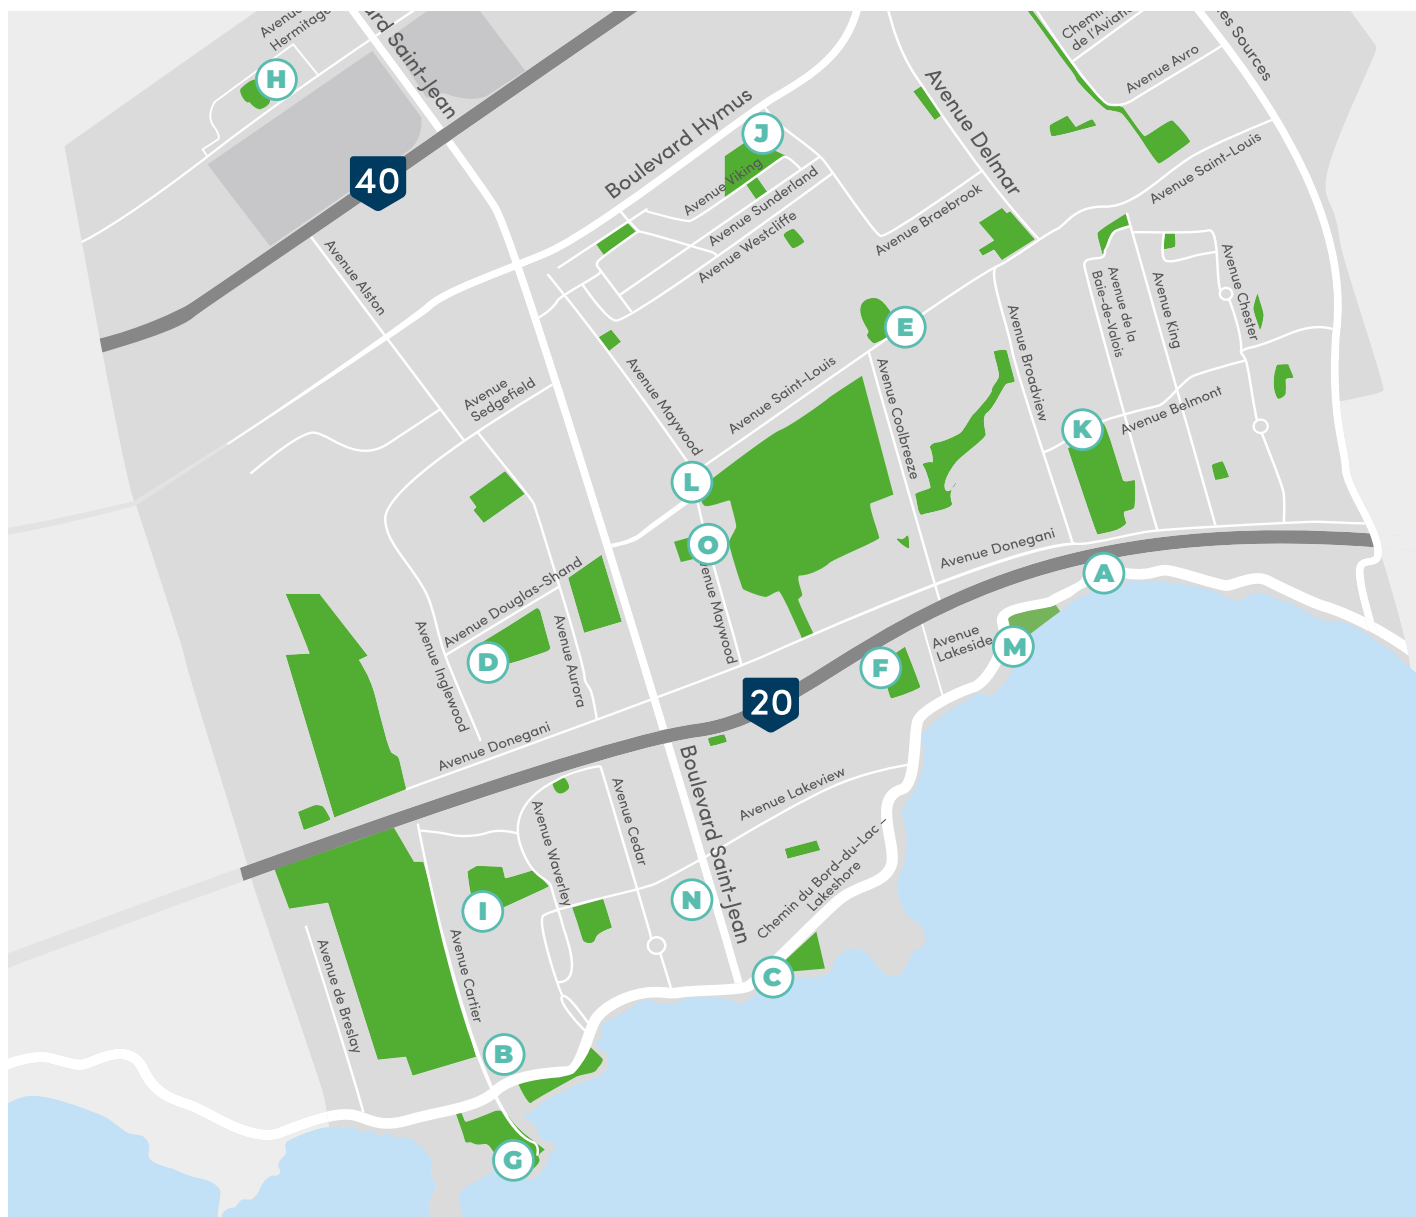 Avenue
Hermitage
H
Saint-Jean
40
Boulevard Hymus
J
Avenue Viking
Avenue Sunderland
Avenue Westcliffe
Avenue Delmar
Avenue Braebrook
de l'Aviation
Avenue Avro
Sources
Avenue Saint-Louis
Avenue Alston
Avenue
Sedgefield
Avenue Maywood
E
Avenue Saint-Louis
Avenue Coolbreeze
Avenue Broadview
Avenue de la
Baie-de-Valois
Avenue King
Avenue Chester
K
Avenue Belmont
L
O
Avenue Maywood
Avenue Donegani
A
Avenue Douglas-Shand
D
Avenue Inglewood
Avenue Aurora
Avenue
Lakeside
M
F
20
Avenue Donegani
Boulevard Saint-Jean
Avenue Lakeview
Avenue Cedar
Avenue Waverley
Chemin du Bord-du-Lac –
Lakeshore
N
I
C
Avenue Cartier
Avenue de Breslay
B
G